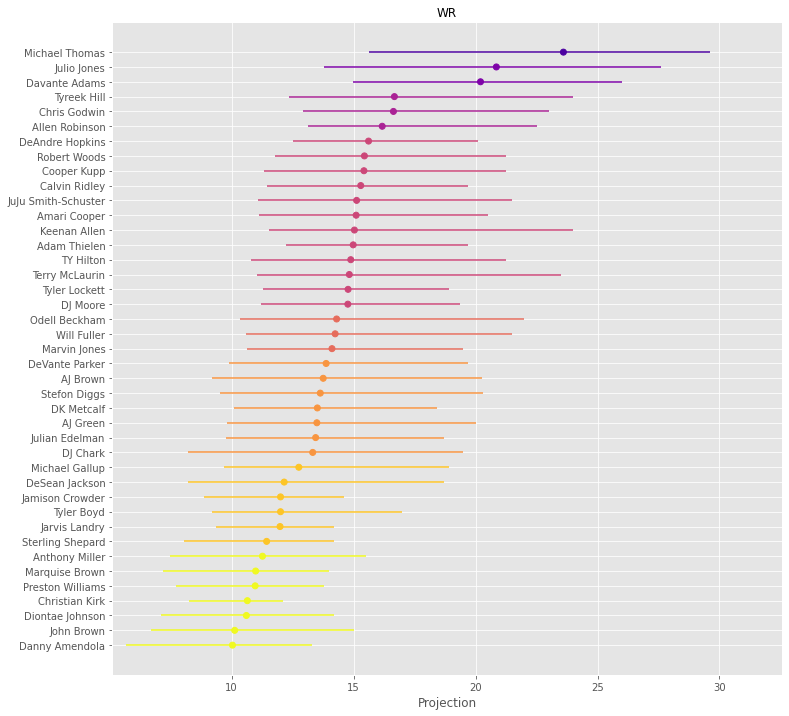 WR
Michael Thomas
Julio Jones
Davante Adams
Tyreek Hill
Chris Godwin
Allen Robinson
DeAndre Hopkins
Robert Woods
Cooper Kupp
Calvin Ridley
JuJu Smith-Schuster
Amari Cooper
Keenan Allen
Adam Thielen
TY Hilton
Terry McLaurin
Tyler Lockett
DJ Moore
Odell Beckham
Will Fuller
Marvin Jones
DeVante Parker
AJ Brown
Stefon Diggs
DK Metcalf
AJ Green
Julian Edelman
DJ Chark
Michael Gallup
DeSean Jackson
Jamison Crowder
Tyler Boyd
Jarvis Landry
Sterling Shepard
Anthony Miller
Marquise Brown
Preston Williams
Christian Kirk
Diontae Johnson
John Brown
Danny Amendola
10 15 20 25 30
Projection